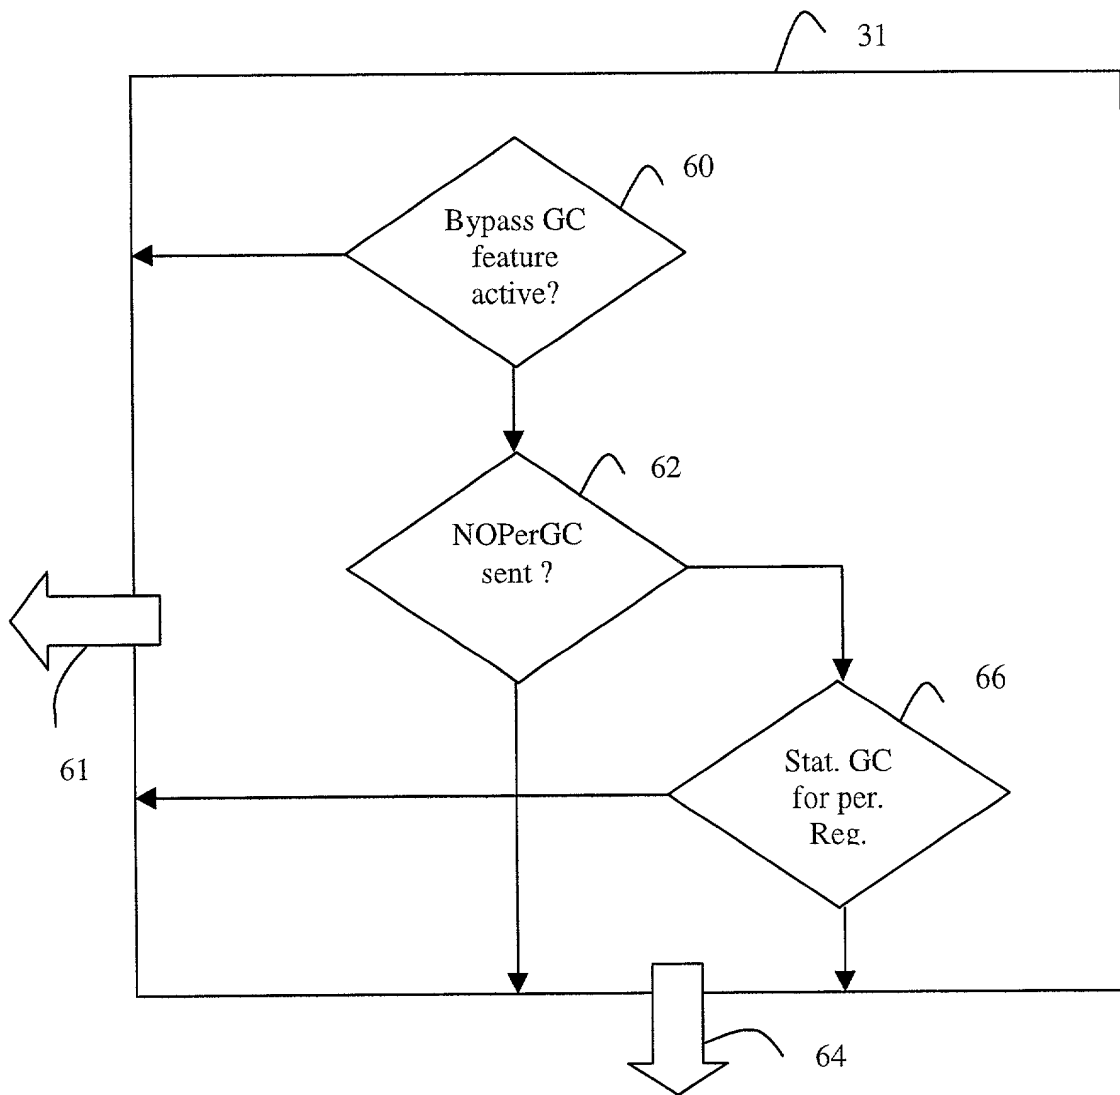 31
60
Bypass GC
feature
active?
62
NOPerGC
sent ?
66
Stat. GC
for per.
Reg.
61
64